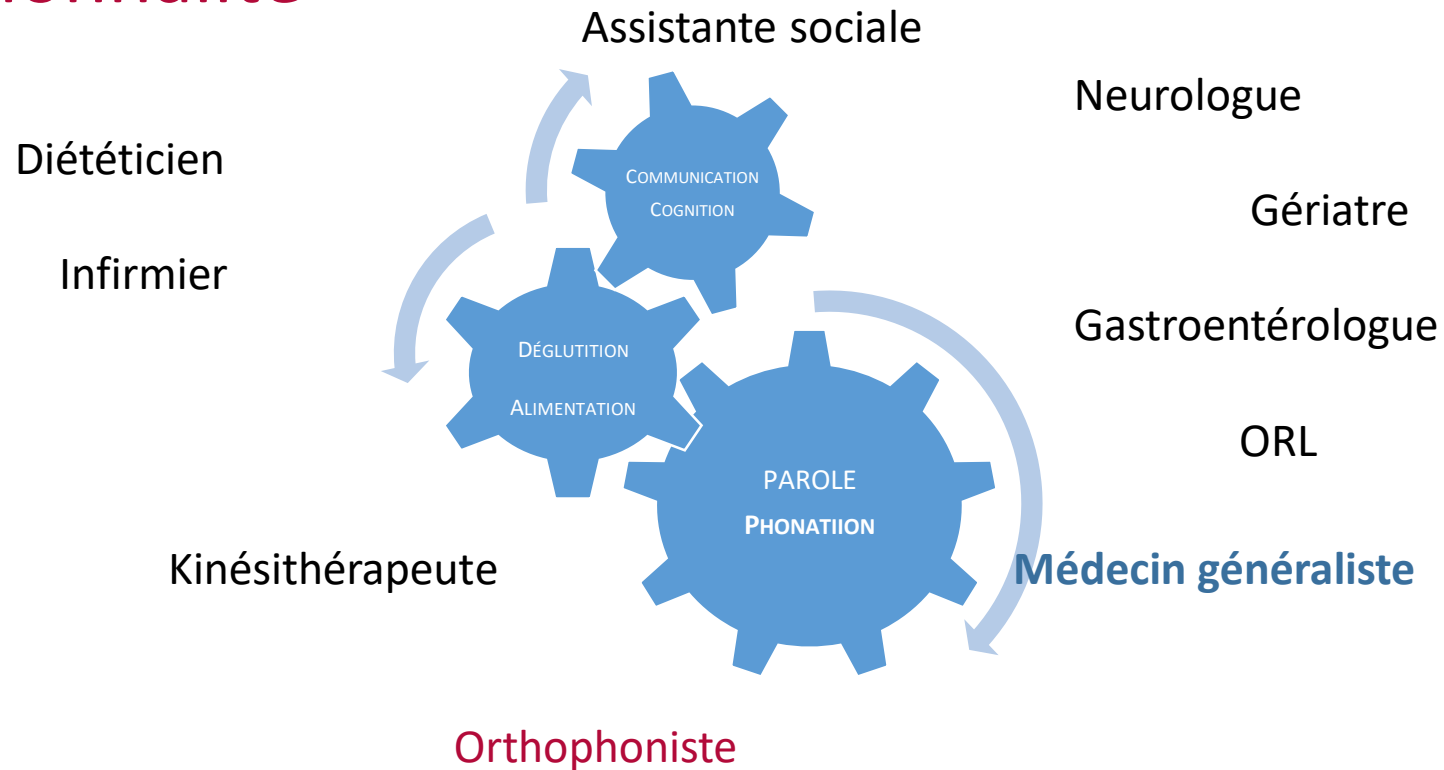 Assistante sociale
Neurologue
Diététicien
COMMUNICATION
COGNITION
Gériatre
Infirmier
Gastroentérologue
DÉGLUTITION
ALIMENTATION
ORL
PAROLE
PHONATIION
Kinésithérapeute
Médecin généraliste
Orthophoniste